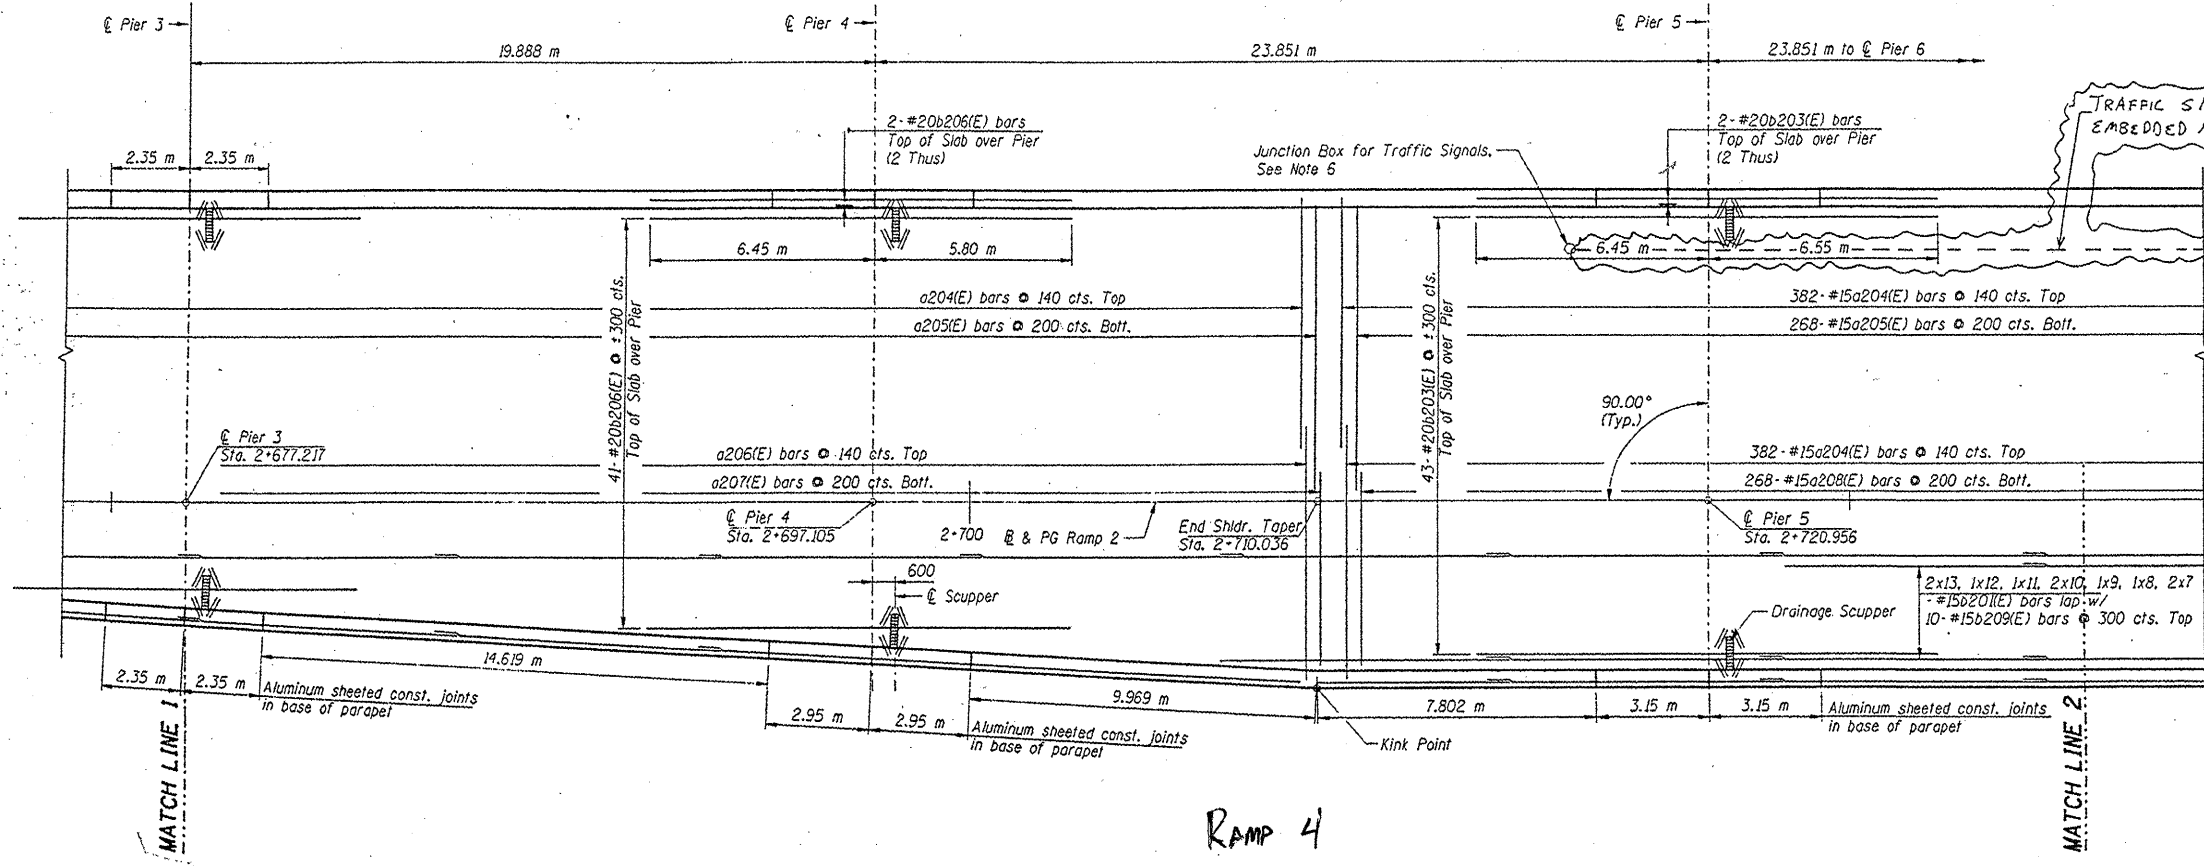 ℄ Pier 3
℄ Pier 4
℄ Pier 5
19.888 m
23.851 m
23.851 m to ℄ Pier 6
2-#20b206(E) bars
Top of Slab over Pier
(2 Thus)
2-#20b203(E) bars
Top of Slab over Pier
(2 Thus)
Junction Box for Traffic Signals,
See Note 6
TRAFFIC
EMBEDDED
2.35 m
2.35 m
6.45 m
5.80 m
6.45 m
6.55 m
a204(E) bars @ 140 cts. Top
a205(E) bars @ 200 cts. Bott.
382-#15a204(E) bars @ 140 cts. Top
268-#15a205(E) bars @ 200 cts. Bott.
41-#20b206(E) @ ±300 cts.
Top of Slab over Pier
43-#20b203(E) @ ±300 cts.
Top of Slab over Pier
90.00°
(Typ.)
℄ Pier 3
Sta. 2+677.217
a206(E) bars @ 140 cts. Top
a207(E) bars @ 200 cts. Bott.
382-#15a204(E) bars @ 140 cts. Top
268-#15a208(E) bars @ 200 cts. Bott.
℄ Pier 4
Sta. 2+697.105
2+700
℄ & PG Ramp 2
End Shldr. Taper
Sta. 2+710.036
℄ Pier 5
Sta. 2+720.956
600
℄ Scupper
Drainage Scupper
2x13, 1x12, 1x11, 2x10, 1x9, 1x8, 2x7
-#15b201(E) bars lap w/
10-#15b209(E) bars @ 300 cts. Top
14.619 m
2.35 m
2.35 m
Aluminum sheeted const. joints
in base of parapet
2.95 m
2.95 m
9.969 m
Aluminum sheeted const. joints
in base of parapet
7.802 m
3.15 m
3.15 m
Aluminum sheeted const. joints
in base of parapet
Kink Point
MATCH LINE 1
MATCH LINE 2
RAMP 4